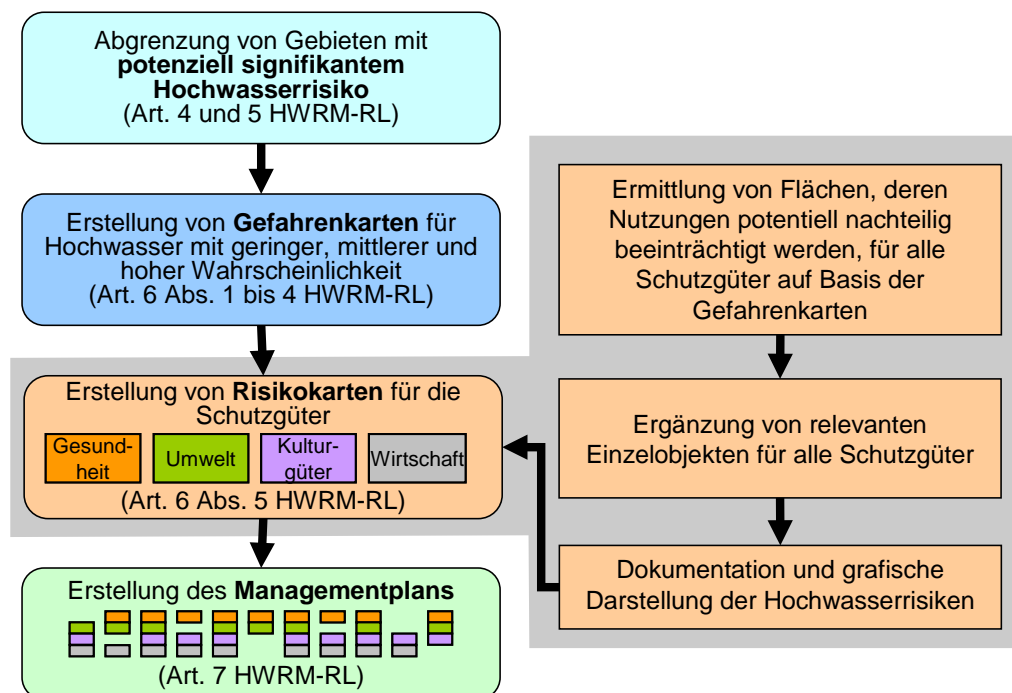 Abgrenzung von Gebieten mit
potenziell signifikantem
Hochwasserrisiko
(Art. 4 und 5 HWRM-RL)
Erstellung von Gefahrenkarten für
Hochwasser mit geringer, mittlerer und
hoher Wahrscheinlichkeit
(Art. 6 Abs. 1 bis 4 HWRM-RL)
Erstellung von Risikokarten für die
Schutzgüter
Gesund-
heit
Umwelt
Kultur-
güter
Wirtschaft
(Art. 6 Abs. 5 HWRM-RL)
Erstellung des Managementplans
(Art. 7 HWRM-RL)
Ermittlung von Flächen, deren
Nutzungen potentiell nachteilig
beeinträchtigt werden, für alle
Schutzgüter auf Basis der
Gefahrenkarten
Ergänzung von relevanten
Einzelobjekten für alle Schutzgüter
Dokumentation und grafische
Darstellung der Hochwasserrisiken